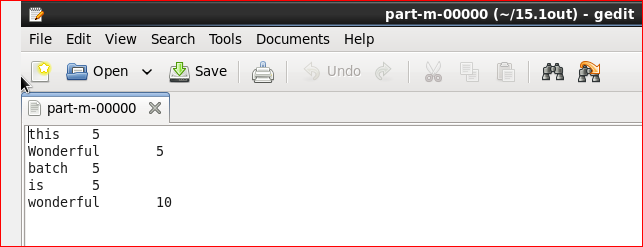 part-m-00000 (~/15.1out) - gedit
File Edit View Search Tools Documents Help
Open Save Undo
part-m-00000
this 5
Wonderful 5
batch 5
is 5
wonderful 10